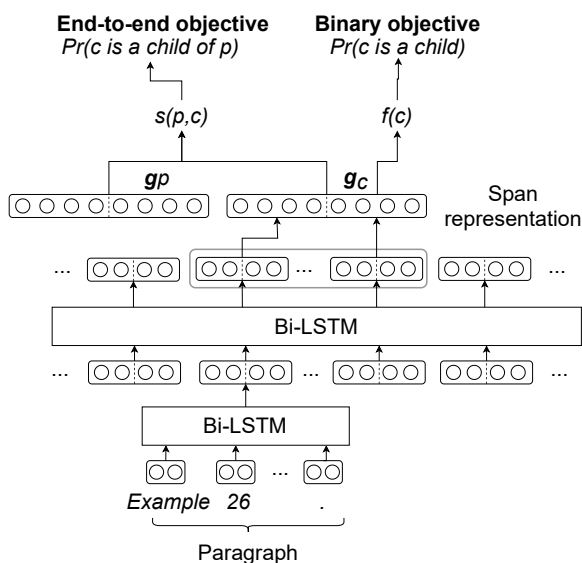 End-to-end objective
Pr(c is a child of p)
Binary objective
Pr(c is a child)
s(p,c)
f(c)
gp
gc
Span
representation
... ... ...
Bi-LSTM
... ... ...
Bi-LSTM
...
Example 26 .
Paragraph